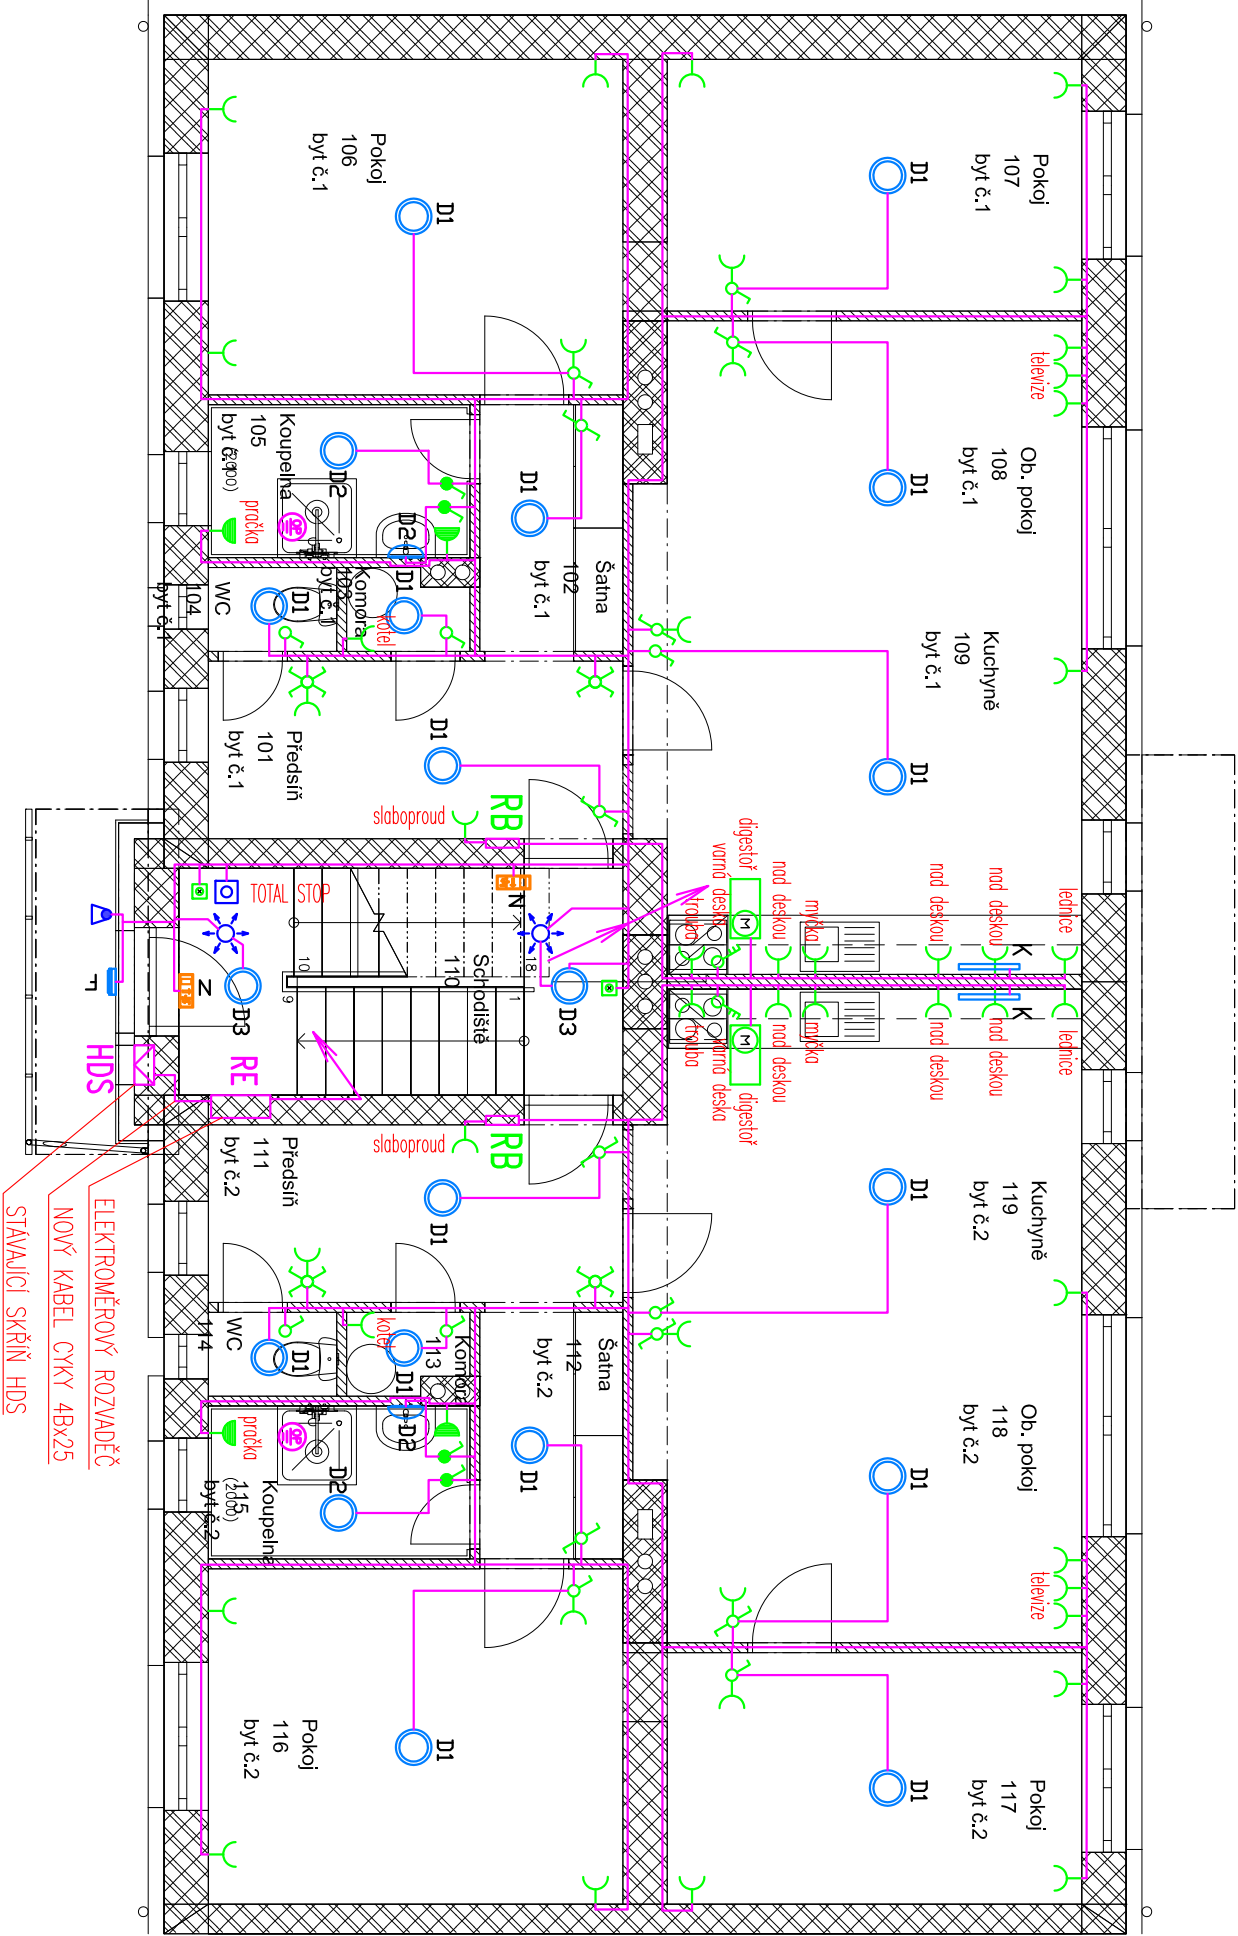 Pokoj
107
byt č.1
D1
Pokoj
106
byt č.1
D1
televize
Ob. pokoj
108
byt č.1
D1
Koupelna
105
byt č.1
(2000)
D2
pračka
D2
D1
Šatna
102
byt č.1
Komora
103
byt č.1
D1
kotel
WC
104
byt č.1
D1
Kuchyně
109
byt č.1
D1
Předsíň
101
byt č.1
D1
slaboproud
RB
digestoř
varná deska
trouba
nad deskou
myčka
nad deskou
nad deskou
lednice
K
M
TOTAL STOP
N
Schodiště
110
18
1
10
9
D3
N
D3
F
HDS
RE
K
M
lednice
nad deskou
nad deskou
myčka
nad deskou
digestoř
varná deska
trouba
RB
slaboproud
Předsíň
111
byt č.2
D1
Kuchyně
119
byt č.2
D1
WC
114
D1
Komora
113
D1
kotel
Šatna
112
byt č.2
D1
Koupelna
115
(2000)
byt č.2
D2
D2
pračka
Ob. pokoj
118
byt č.2
D1
televize
Pokoj
116
byt č.2
D1
Pokoj
117
byt č.2
D1
ELEKTROMĚROVÝ ROZVADĚČ
NOVÝ KABEL CYKY 4Bx25
STÁVAJÍCÍ SKŘÍŇ HDS